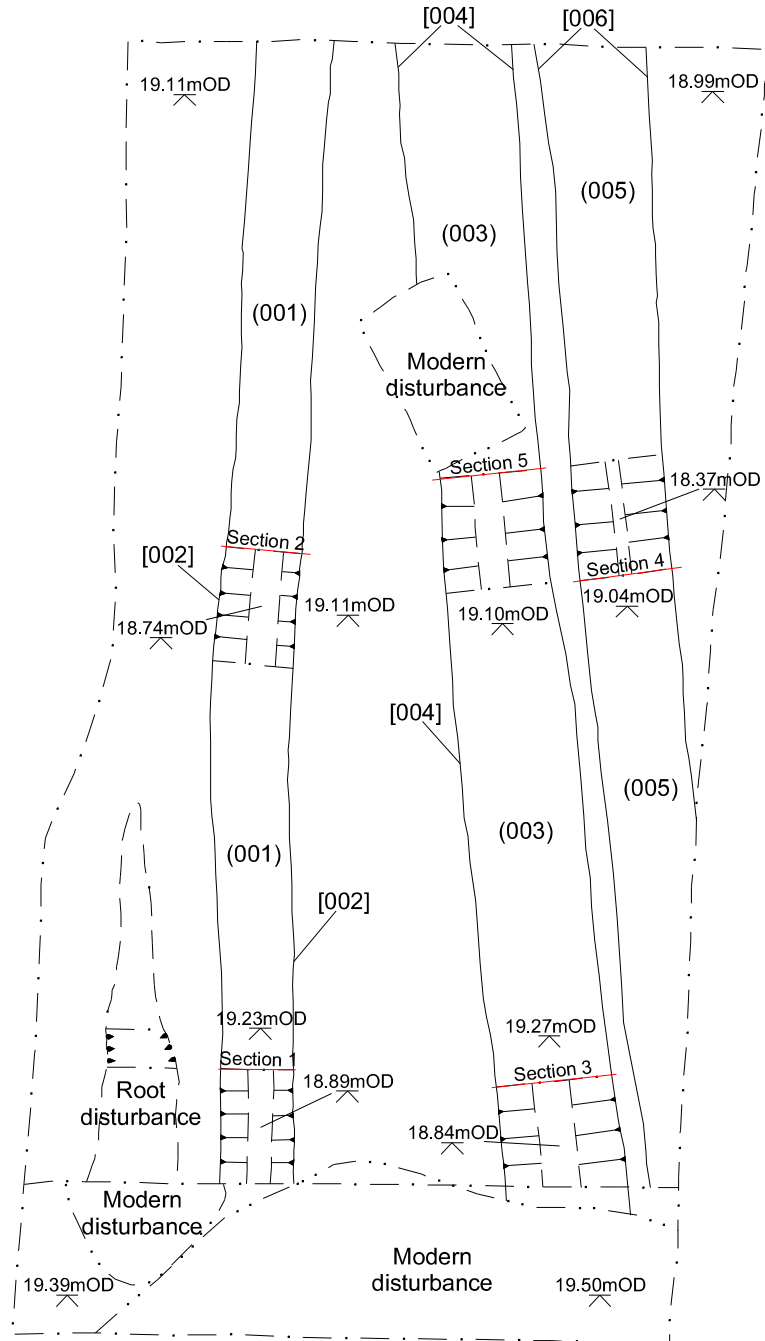 [004]
[006]
19.11mOD
18.99mOD
(005)
(003)
(001)
Modern
disturbance
Section 5
18.37mOD
Section 2
[002]
Section 4
19.11mOD
19.04mOD
19.10mOD
18.74mOD
[004]
(005)
(003)
(001)
[002]
19.23mOD
19.27mOD
Section 1
Section 3
18.89mOD
Root
disturbance
18.84mOD
Modern
disturbance
Modern
disturbance
19.39mOD
19.50mOD